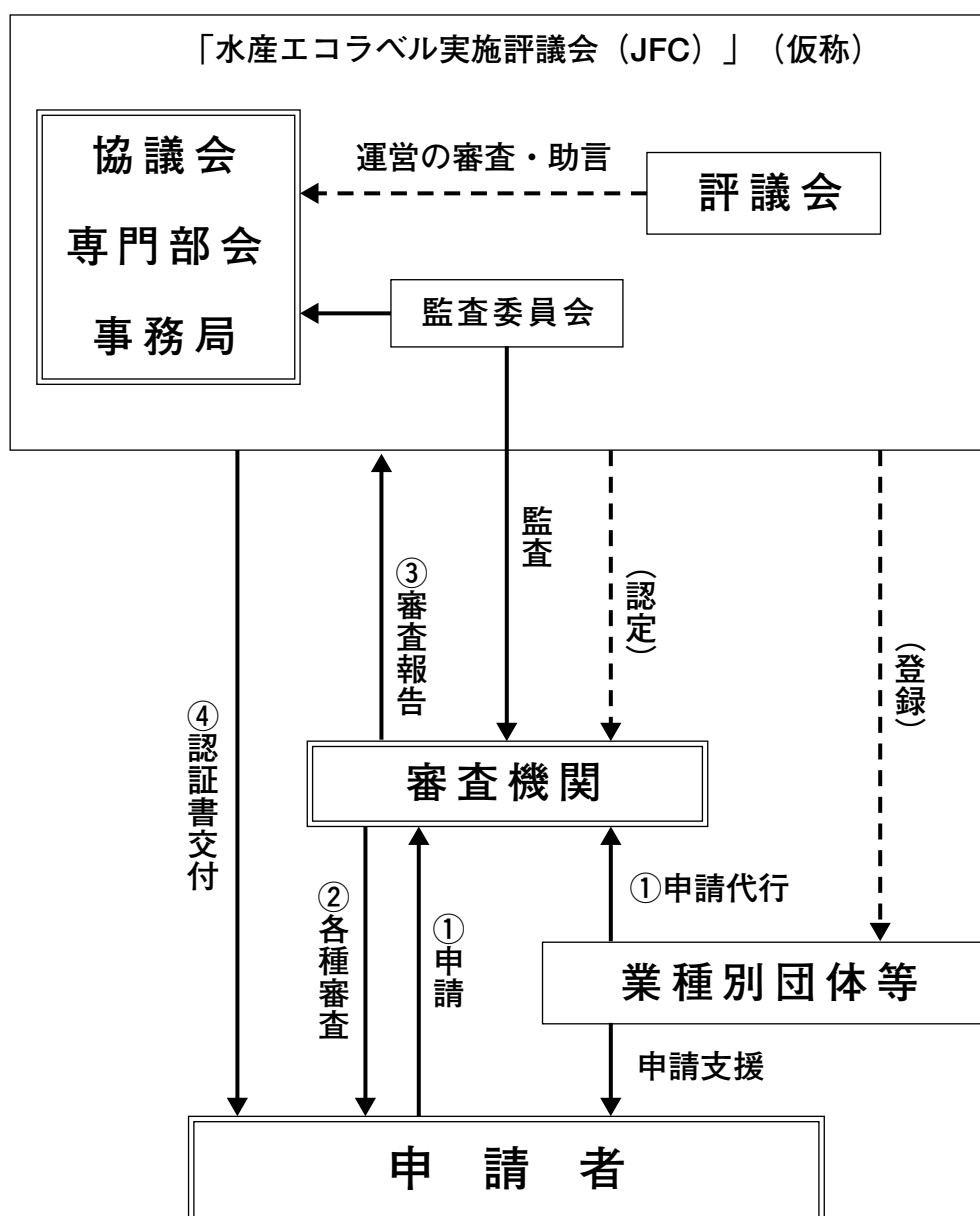 「水産エコラベル実施評議会（JFC）」（仮称）
協議会
専門部会
事務局
運営の審査・助言
評議会
監査委員会
監査
（認定）
（登録）
③審査報告
④認証書交付
審査機関
②各種審査
①申請
①申請代行
業種別団体等
申請支援
申請者